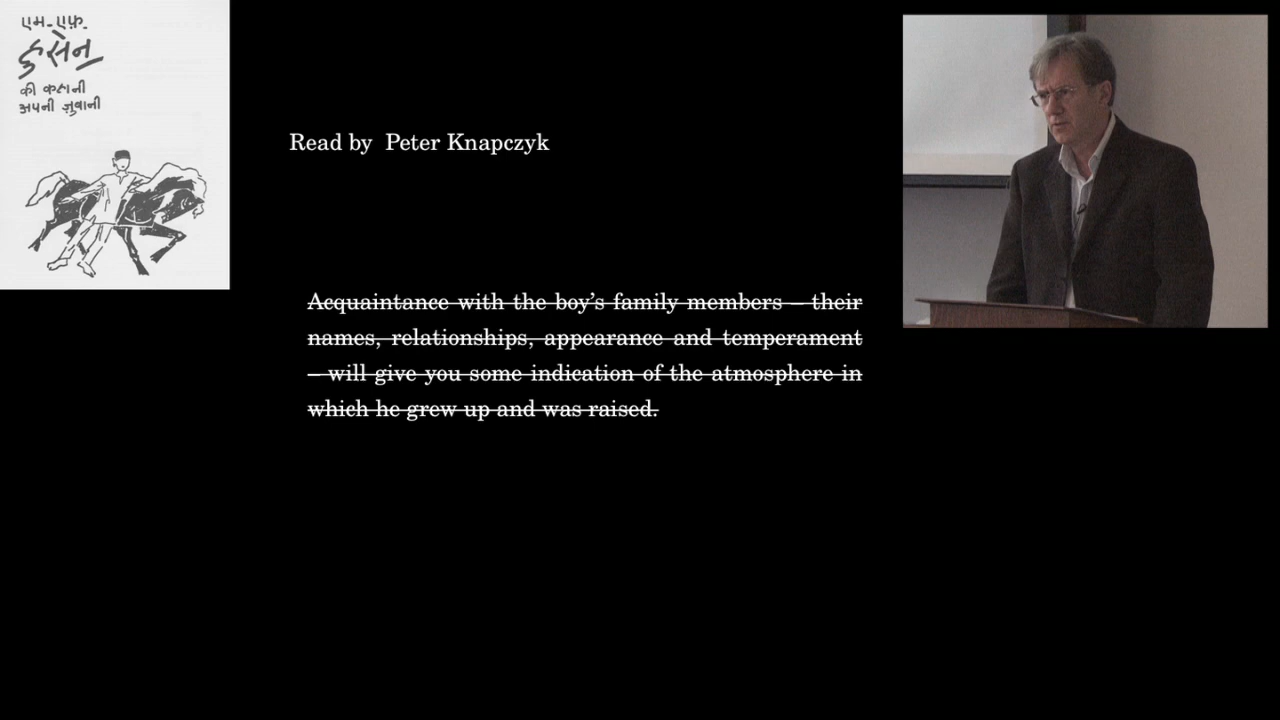 एम. एफ़.
हुसेन
की कहानी
अपनी ज़ुबानी
Read by Peter Knapczyk
Acquaintance with the boy’s family members – their
names, relationships, appearance and temperament
– will give you some indication of the atmosphere in
which he grew up and was raised.